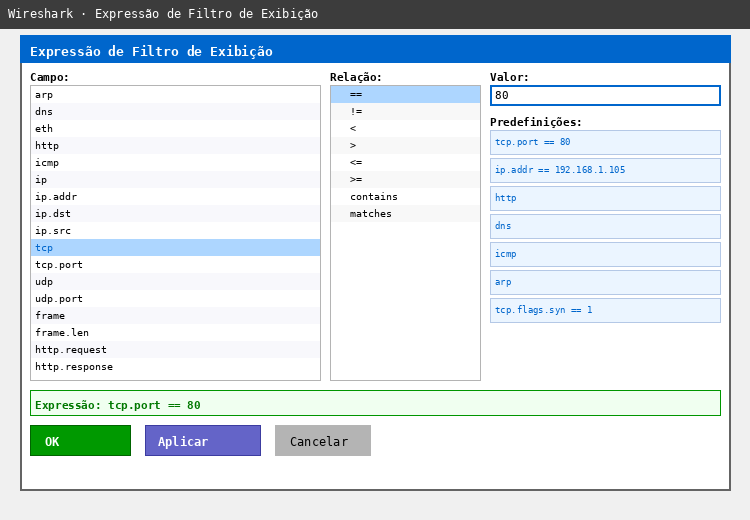 Wireshark · Expressão de Filtro de Exibição
Expressão de Filtro de Exibição
Campo:
arp
dns
eth
http
icmp
ip
ip.addr
ip.dst
ip.src
tcp
tcp.port
udp
udp.port
frame
frame.len
http.request
http.response
Relação:
==
!=
<
>
<=
>=
contains
matches
Valor:
80
Predefinições:
tcp.port == 80
ip.addr == 192.168.1.105
http
dns
icmp
arp
tcp.flags.syn == 1
Expressão: tcp.port == 80
OK
Aplicar
Cancelar